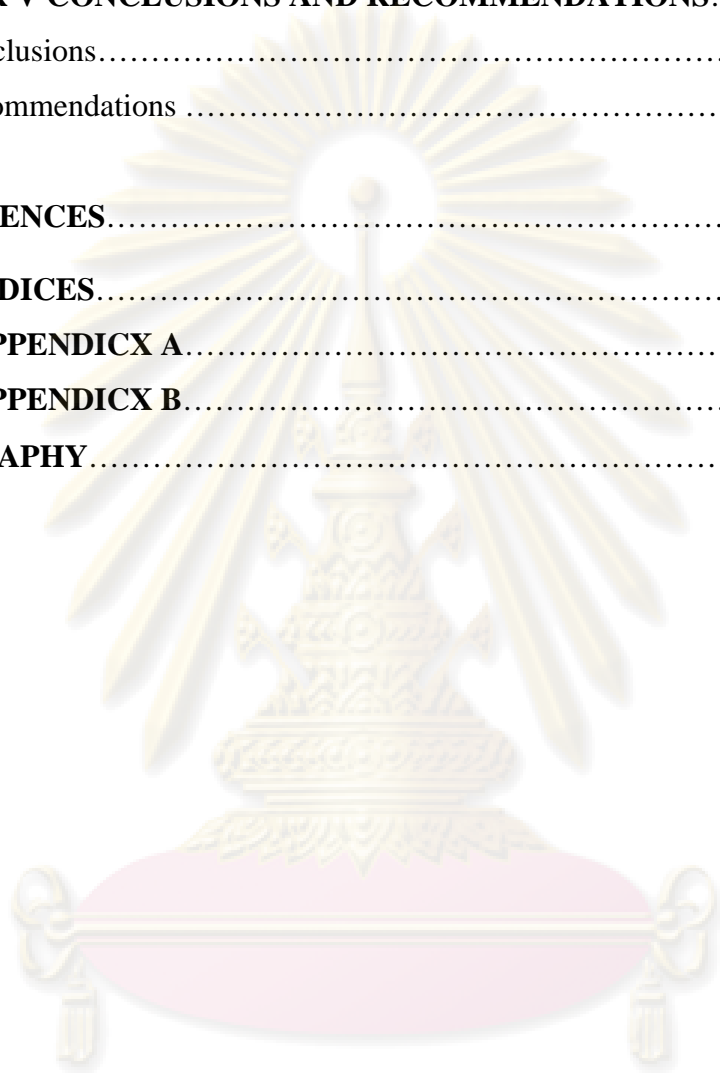 V CONCLUSIONS AND RECOMMENDATIONS.
clusions……………………………………………………
ommendations ………………………………………………
ENCES……………………………………………………
DICES……………………………………………………
PPENDICX A………………………………………………
PPENDICX B………………………………………………
APHY……………………………………………………